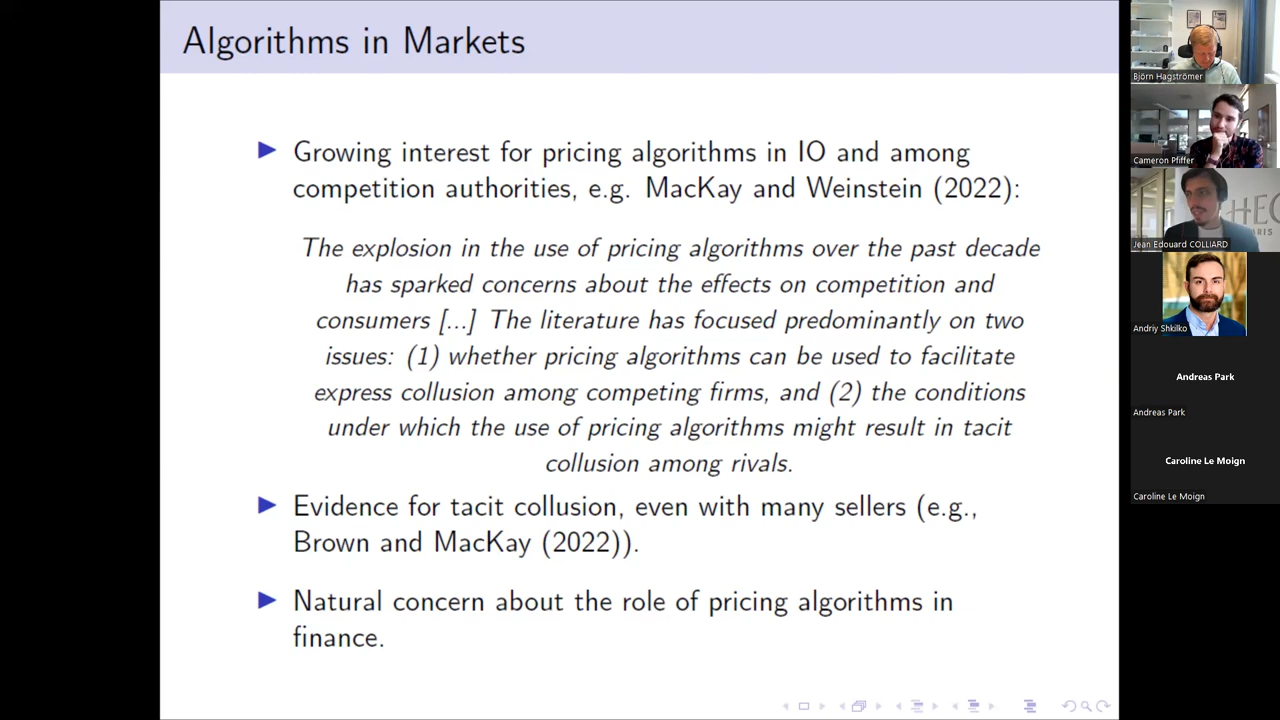 Algorithms in Markets
Growing interest for pricing algorithms in IO and among
competition authorities, e.g. MacKay and Weinstein (2022):
The explosion in the use of pricing algorithms over the past decade
has sparked concerns about the effects on competition and
consumers [...] The literature has focused predominantly on two
issues: (1) whether pricing algorithms can be used to facilitate
express collusion among competing firms, and (2) the conditions
under which the use of pricing algorithms might result in tacit
collusion among rivals.
Evidence for tacit collusion, even with many sellers (e.g.,
Brown and MacKay (2022)).
Natural concern about the role of pricing algorithms in
finance.
Björn Hagströmer
Cameron Pfiffer
HEC
PARIS
Jean Edouard COLLIARD
Andriy Shkilko
Andreas Park
Andreas Park
Caroline Le Moign
Caroline Le Moign